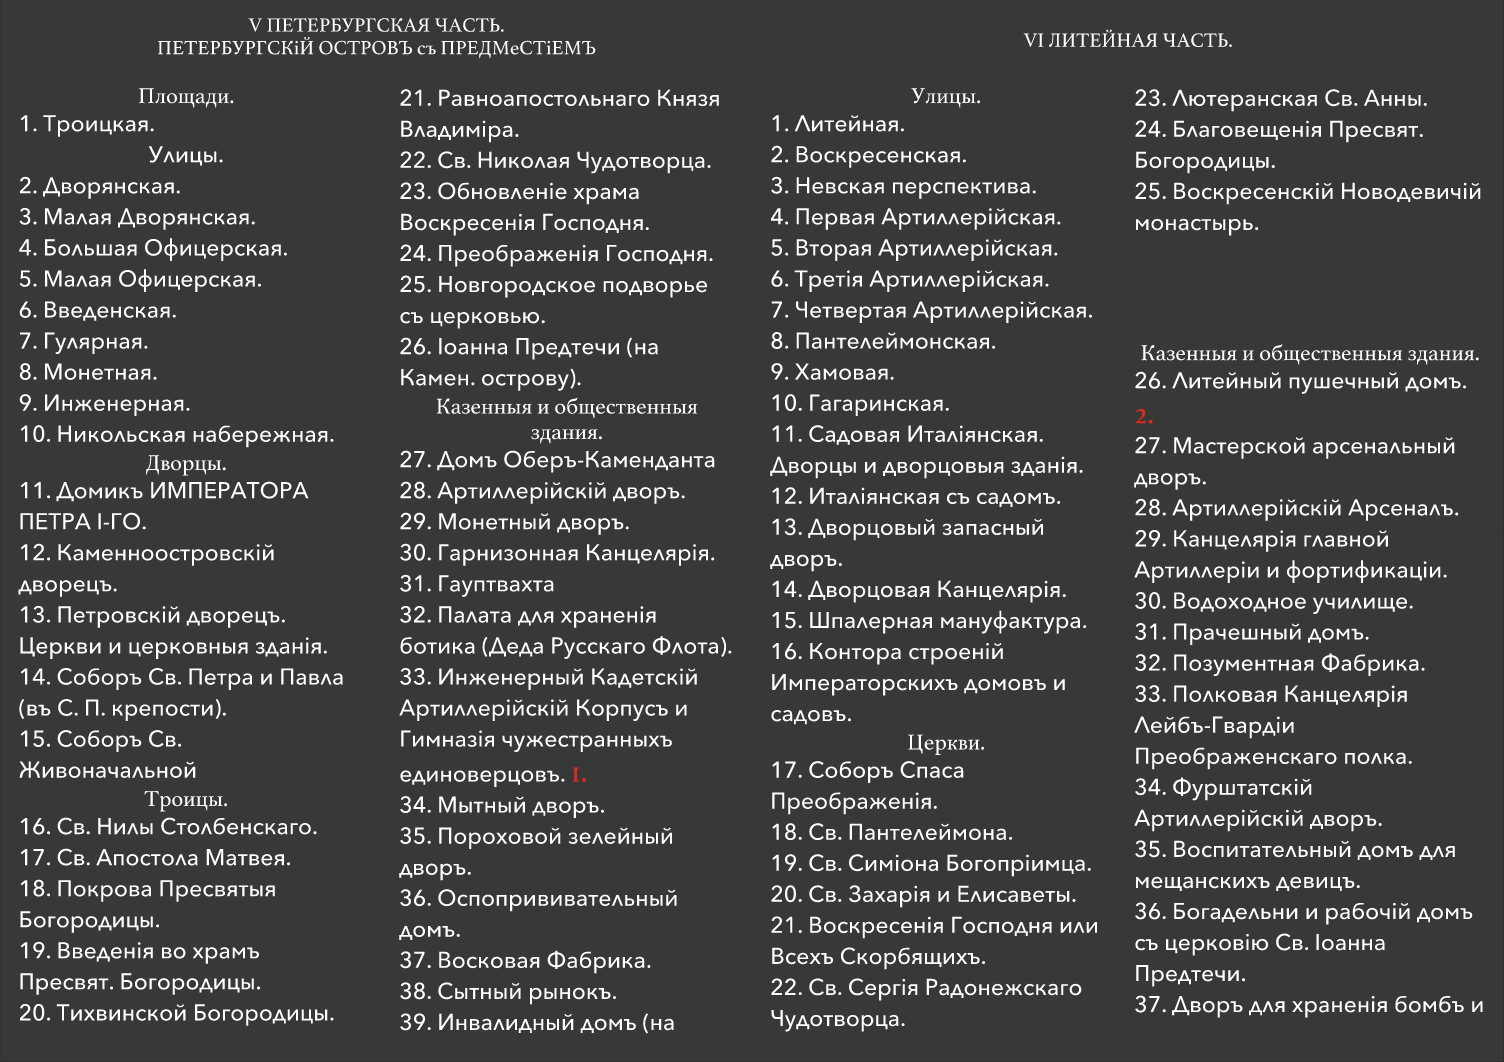 V ПЕТЕРБУРГСКАЯ ЧАСТЬ.
ПЕТЕРБУРГСКіЙ ОСТРОВЪ съ ПРЕДМеСТіЕМЪ
Площади.
1. Троицкая.
Улицы.
2. Дворянская.
3. Малая Дворянская.
4. Большая Офицерская.
5. Малая Офицерская.
6. Введенская.
7. Гулярная.
8. Монетная.
9. Инженерная.
10. Никольская набережная.
Дворцы.
11. Домикъ ИМПЕРАТОРА
ПЕТРА I-ГО.
12. Каменноостровскій
дворецъ.
13. Петровскій дворецъ.
Церкви и церковныя зданія.
14. Соборъ Св. Петра и Павла
(въ С. П. крепости).
15. Соборъ Св.
Живоначальной
Троицы.
16. Св. Нилы Столбенскаго.
17. Св. Апостола Матвея.
18. Покрова Пресвятыя
Богородицы.
19. Введенія во храмъ
Пресвят. Богородицы.
20. Тихвинской Богородицы.
21. Равноапостольнаго Князя
Владиміра.
22. Св. Николая Чудотворца.
23. Обновленіе храма
Воскресенія Господня.
24. Преображенія Господня.
25. Новгородское подворье
съ церковью.
26. Іоанна Предтечи (на
Камен. острову).
Казенныя и общественныя
здания.
27. Домъ Оберъ-Каменданта
28. Артиллерійскій дворъ.
29. Монетный дворъ.
30. Гарнизонная Канцелярія.
31. Гауптвахта
32. Палата для храненія
ботика (Деда Русскаго Флота).
33. Инженерный Кадетскій
Артиллерійскій Корпусъ и
Гимназія чужестранныхъ
единоверцовъ. I.
34. Мытный дворъ.
35. Пороховой зелейный
дворъ.
36. Оспопрививательный
домъ.
37. Восковая Фабрика.
38. Сытный рынокъ.
39. Инвалидный домъ (на
VI ЛИТЕЙНАЯ ЧАСТЬ.
Улицы.
1. Литейная.
2. Воскресенская.
3. Невская перспектива.
4. Первая Артиллерійская.
5. Вторая Артиллерійская.
6. Третія Артиллерійская.
7. Четвертая Артиллерійская.
8. Пантелеймонская.
9. Хамовая.
10. Гагаринская.
11. Садовая Италіянская.
Дворцы и дворцовыя зданія.
12. Италіянская съ садомъ.
13. Дворцовый запасный
дворъ.
14. Дворцовая Канцелярія.
15. Шпалерная мануфактура.
16. Контора строеній
Императорскихъ домовъ и
садовъ.
Церкви.
17. Соборъ Спаса
Преображенія.
18. Св. Пантелеймона.
19. Св. Симіона Богопріимца.
20. Св. Захарія и Елисаветы.
21. Воскресенія Господня или
Всехъ Скорбящихъ.
22. Св. Сергія Радонежскаго
Чудотворца.
23. Лютеранская Св. Анны.
24. Благовещенія Пресвят.
Богородицы.
25. Воскресенскій Новодевичій
монастырь.
Казенныя и общественныя здания.
26. Литейный пушечный домъ.
2.
27. Мастерской арсенальный
дворъ.
28. Артиллерійскій Арсеналъ.
29. Канцелярія главной
Артиллеріи и фортификаціи.
30. Водоходное училище.
31. Прачешный домъ.
32. Позументная Фабрика.
33. Полковая Канцелярія
Лейбъ-Гвардіи
Преображенскаго полка.
34. Фурштатскій
Артиллерійскій дворъ.
35. Воспитательный домъ для
мещанскихъ девицъ.
36. Богадельни и рабочій домъ
съ церковію Св. Іоанна
Предтечи.
37. Дворъ для храненія бомбъ и